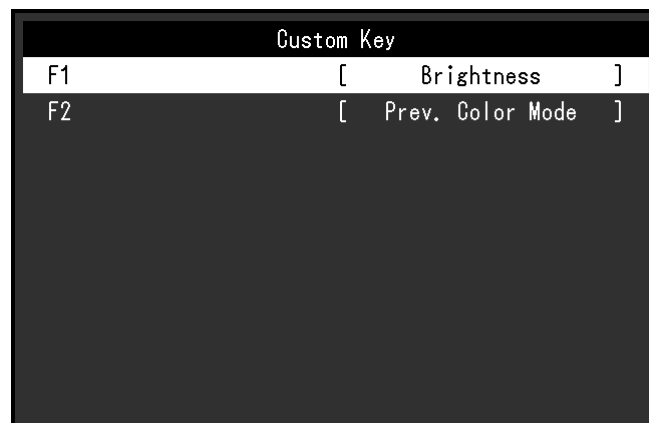 Custom Key
F1 [ Brightness ]
F2 [ Prev. Color Mode ]